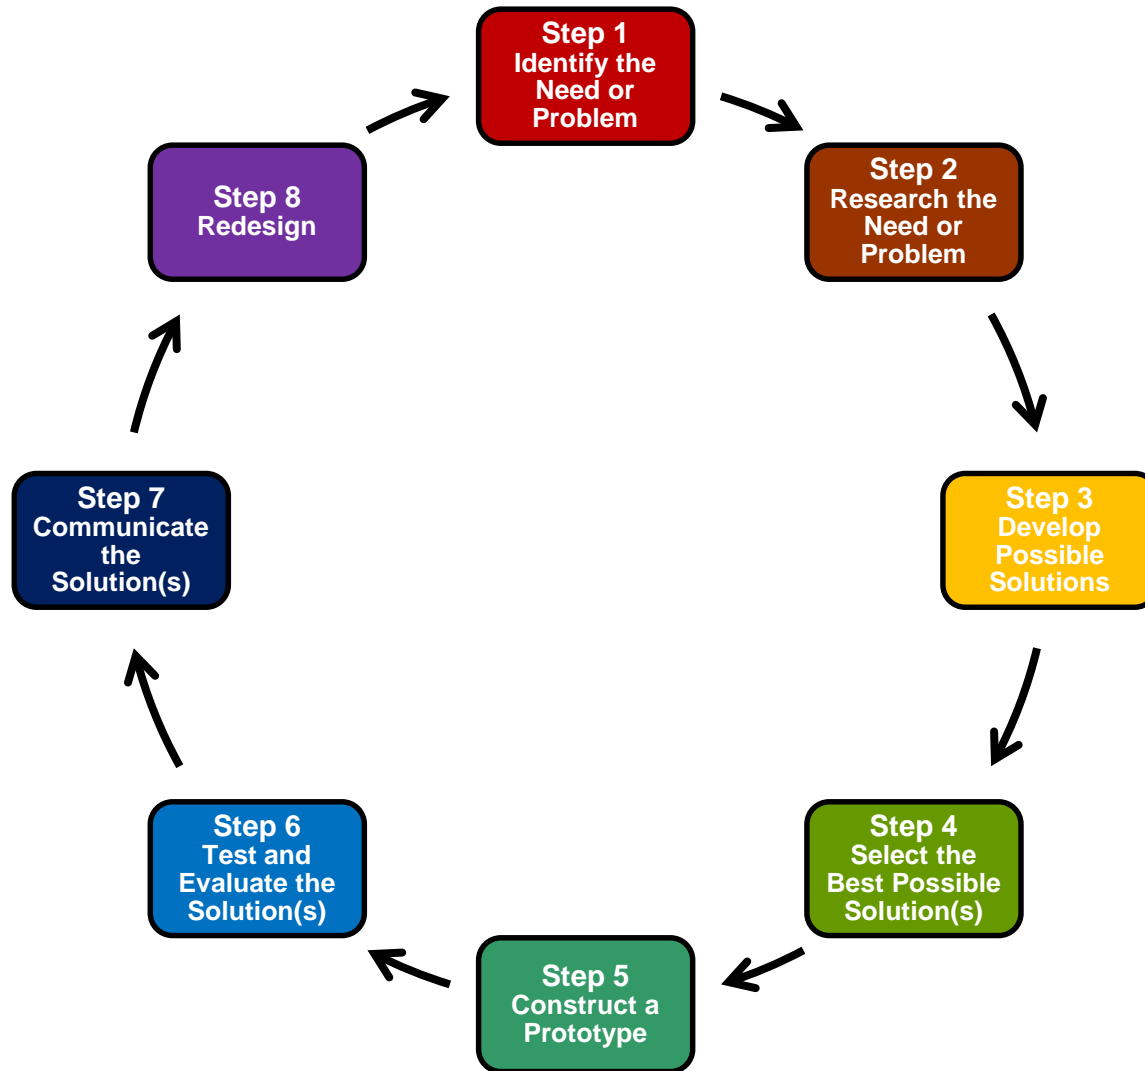 Step 1
Identify the
Need or
Problem
Step 2
Research the
Need or
Problem
Step 3
Develop
Possible
Solutions
Step 4
Select the
Best Possible
Solution(s)
Step 5
Construct a
Prototype
Step 6
Test and
Evaluate the
Solution(s)
Step 7
Communicate
the
Solution(s)
Step 8
Redesign